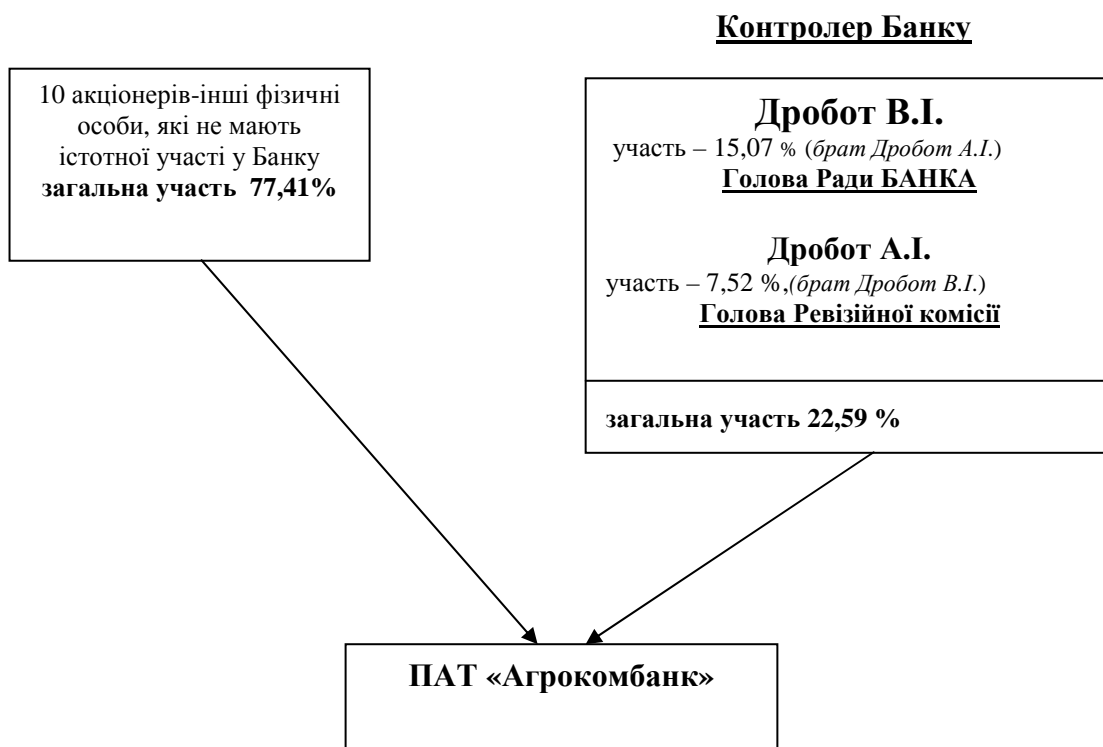 Контролер Банку
10 акціонерів-інші фізичні
особи, які не мають
істотної участі у Банку
загальна участь 77,41%
Дробот В.І.
участь – 15,07 % (брат Дробот А.І.)
Голова Ради БАНКА
Дробот А.І.
участь – 7,52 %,(брат Дробот В.І.)
Голова Ревізійної комісії
загальна участь 22,59 %
ПАТ «Агрокомбанк»